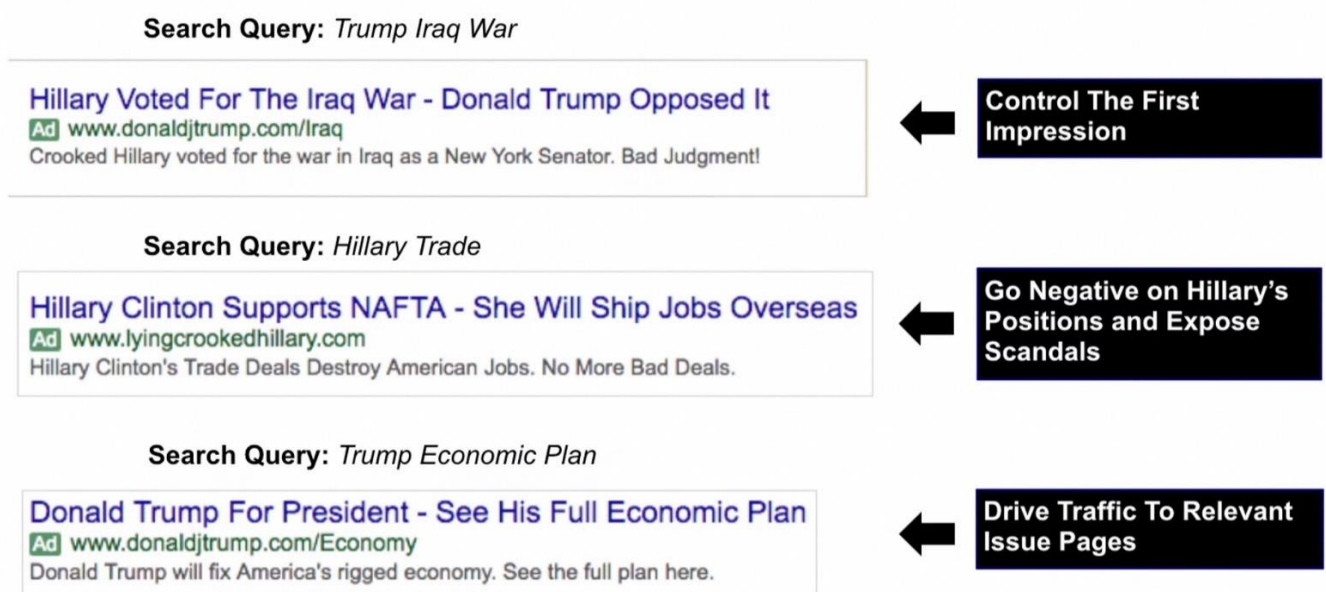 Search Query: Trump Iraq War
Hillary Voted For The Iraq War - Donald Trump Opposed It
Ad www.donaldjtrump.com/Iraq
Crooked Hillary voted for the war in Iraq as a New York Senator. Bad Judgment!
Control The First
Impression
Search Query: Hillary Trade
Hillary Clinton Supports NAFTA - She Will Ship Jobs Overseas
Ad www.lyingcrookedhillary.com
Hillary Clinton's Trade Deals Destroy American Jobs. No More Bad Deals.
Go Negative on Hillary's
Positions and Expose
Scandals
Search Query: Trump Economic Plan
Donald Trump For President - See His Full Economic Plan
Ad www.donaldjtrump.com/Economy
Donald Trump will fix America's rigged economy. See the full plan here.
Drive Traffic To Relevant
Issue Pages